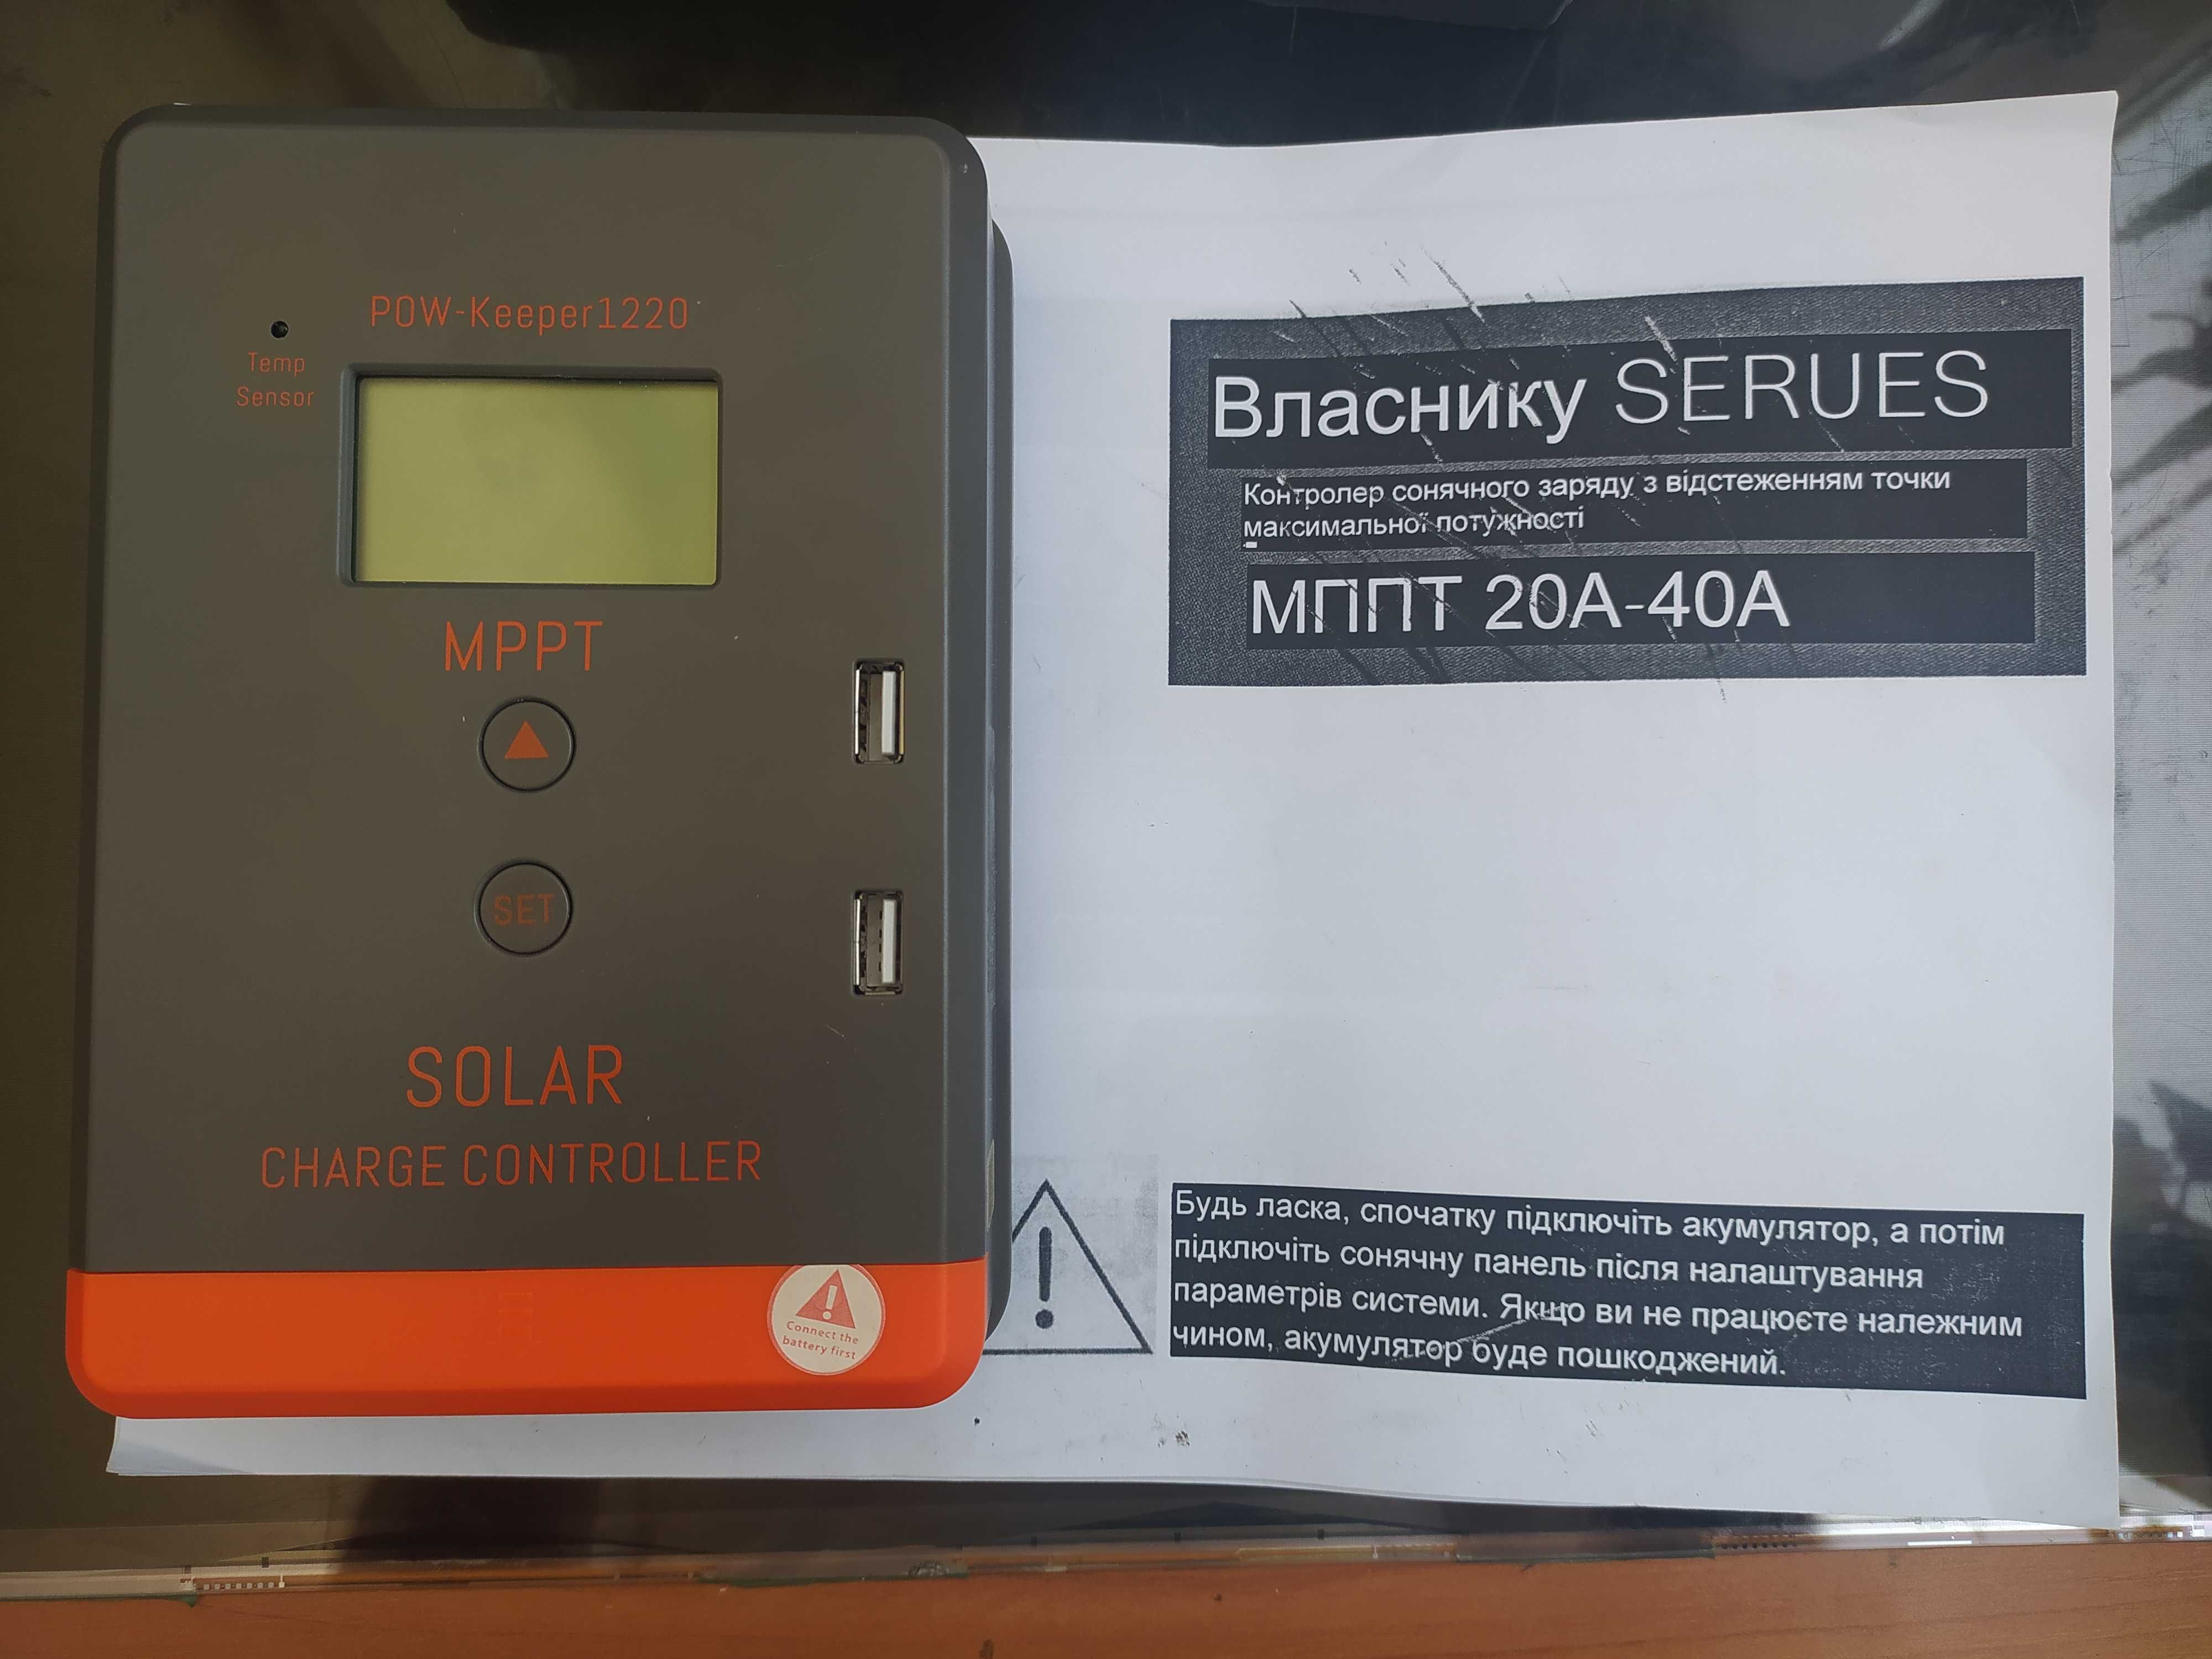 POW-Keeper1220
Temp
Sensor
MPPT
SET
SOLAR
CHARGE CONTROLLER
Connect the
battery first
Власнику SERUES
Контролер сонячного заряду з відстеженням точки
максимальної потужності
МППТ 20А-40А
Будь ласка, спочатку підключіть акумулятор, а потім
підключіть сонячну панель після налаштування
параметрів системи. Якщо ви не працюєте належним
чином, акумулятор буде пошкоджений.